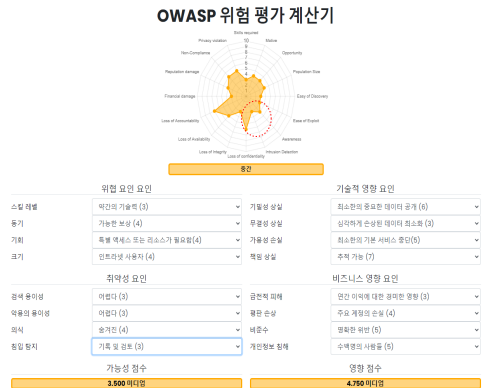 OWASP 위험 평가 계산기
Skills required
Privacy violation
Motive
Non Compliance
Opportunity
Reputation damage
Population Size
Financial damage
Ease of Discovery
Loss of Accountability
Ease of Exploit
Loss of Availability
Awareness
Loss of Integrity
Intrusion Detection
Loss of confidentiality
10
9
8
7
6
5
4
중간
위협 요인 요인
기술적 영향 요인
스킬 레벨
약간의 기술력 (3)
기밀성 상실
최소한의 중요한 데이터 공개 (6)
동기
가능한 보상 (4)
무결성 상실
심각하게 손상된 데이터 최소화 (3)
기회
특별 액세스 또는 리소스가 필요함(4)
가용성 손실
최소한의 기본 서비스 중단(5)
크기
인트라넷 사용자 (4)
책임 상실
추적 가능 (7)
취약성 요인
비즈니스 영향 요인
검색 용이성
어렵다 (3)
금전적 피해
연간 이익에 대한 경미한 영향 (3)
악용의 용이성
어렵다 (3)
평판 손상
주요 계정의 손실 (4)
의식
숨겨진 (4)
비준수
명확한 위반 (5)
침입 탐지
기록 및 검토 (3)
개인정보 침해
수백명의 사람들 (5)
가능성 점수
영향 점수
3.500 미디엄
4.750 미디엄